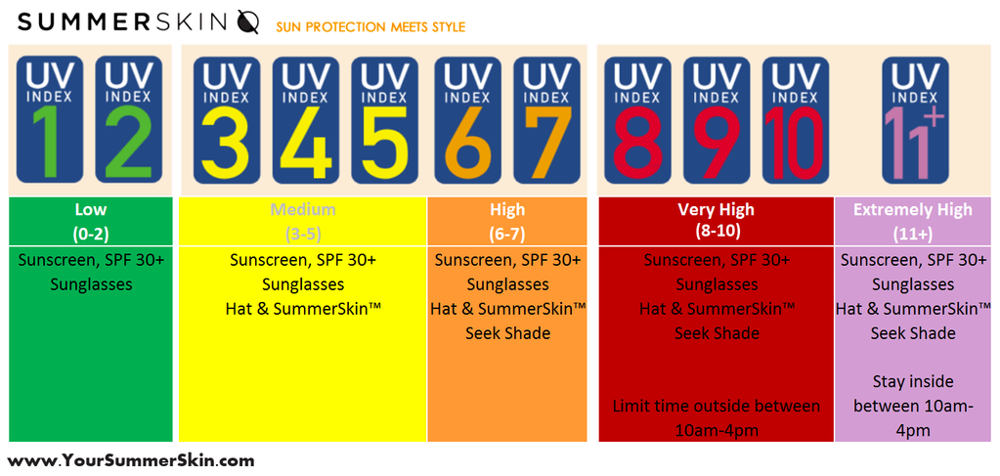 SUMMERSKIN SUN PROTECTION MEETS STYLE
UV INDEX 1
UV INDEX 2
UV INDEX 3
UV INDEX 4
UV INDEX 5
UV INDEX 6
UV INDEX 7
UV INDEX 8
UV INDEX 9
UV INDEX 10
UV INDEX 11+
Low
(0-2)
Sunscreen, SPF 30+
Sunglasses
Medium
(3-5)
Sunscreen, SPF 30+
Sunglasses
Hat & SummerSkin™
High
(6-7)
Sunscreen, SPF 30+
Sunglasses
Hat & SummerSkin™
Seek Shade
Very High
(8-10)
Sunscreen, SPF 30+
Sunglasses
Hat & SummerSkin™
Seek Shade
Limit time outside between
10am-4pm
Extremely High
(11+)
Sunscreen, SPF 30+
Sunglasses
Hat & SummerSkin™
Seek Shade
Stay inside
between 10am-
4pm
www.YourSummerSkin.com